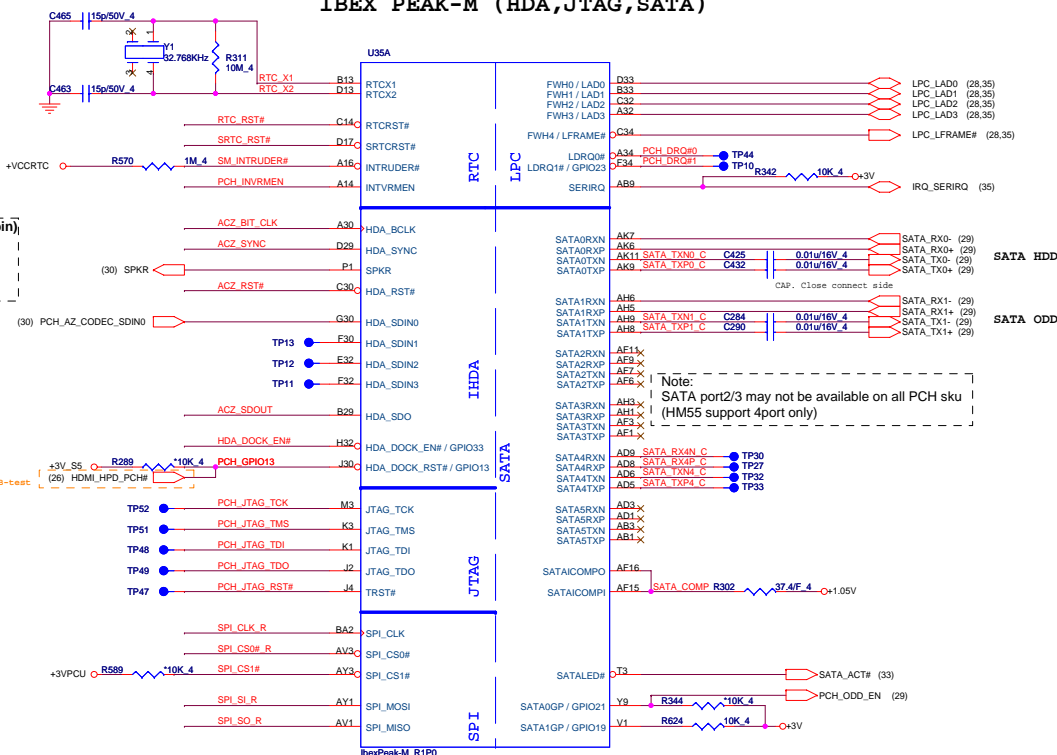 IBEX PEAK-M (HDA,JTAG,SATA)
C465 15p/50V_4
2 1
Y1
32.768KHz
3 4
R311
10M_4
C463 15p/50V_4
U35A
RTC_X1 B13 RTCX1
RTC_X2 D13 RTCX2
RTC_RST# C14 RTCRST#
SRTC_RST# D17 SRTCRST#
+VCCRTC R570 1M_4 SM_INTRUDER# A16 INTRUDER#
PCH_INVRMEN A14 INTVRMEN
RTC
LPC
FWH0 / LAD0 D33 LPC_LAD0 (28,35)
FWH1 / LAD1 B33 LPC_LAD1 (28,35)
FWH2 / LAD2 C32 LPC_LAD2 (28,35)
FWH3 / LAD3 A32 LPC_LAD3 (28,35)
FWH4 / LFRAME# C34 LPC_LFRAME# (28,35)
LDRQ0# A34 PCH_DRQ#0 TP44
LDRQ1# / GPIO23 F34 PCH_DRQ#1 TP10
R342 10K_4 +3V
SERIRQ AB9 IRQ_SERIRQ (35)
in)
ACZ_BIT_CLK A30 HDA_BCLK
ACZ_SYNC D29 HDA_SYNC
(30) SPKR P1 SPKR
ACZ_RST# C30 HDA_RST#
(30) PCH_AZ_CODEC_SDIN0 G30 HDA_SDIN0
TP13 F30 HDA_SDIN1
TP12 E32 HDA_SDIN2
TP11 F32 HDA_SDIN3
ACZ_SDOUT B29 HDA_SDO
HDA_DOCK_EN# H32 HDA_DOCK_EN# / GPIO33
+3V_S5 R289 *10K_4 PCH_GPIO13 J30 HDA_DOCK_RST# / GPIO13
-test (26) HDMI_HPD_PCH#
IHDA
SATA
SATA0RXN AK7 SATA_RX0- (29)
SATA0RXP AK6 SATA_RX0+ (29)
SATA0TXN AK11 SATA_TXN0_C C425 0.01u/16V_4 SATA_TX0- (29)
SATA0TXP AK9 SATA_TXP0_C C432 0.01u/16V_4 SATA_TX0+ (29)
SATA HDD
CAP. Close connect side
SATA1RXN AH6 SATA_RX1- (29)
SATA1RXP AH5 SATA_RX1+ (29)
SATA1TXN AH9 SATA_TXN1_C C284 0.01u/16V_4 SATA_TX1- (29)
SATA1TXP AH8 SATA_TXP1_C C290 0.01u/16V_4 SATA_TX1+ (29)
SATA ODD
SATA2RXN AF11
SATA2RXP AF9
SATA2TXN AF7
SATA2TXP AF6
SATA3RXN AH3
SATA3RXP AH1
SATA3TXN AF3
SATA3TXP AF1
Note:
SATA port2/3 may not be available on all PCH sku
(HM55 support 4port only)
SATA4RXN AD9 SATA_RX4N_C TP30
SATA4RXP AD8 SATA_RX4P_C TP27
SATA4TXN AD6 SATA_TXN4_C TP32
SATA4TXP AD5 SATA_TXP4_C TP33
SATA5RXN AD3
SATA5RXP AD1
SATA5TXN AB3
SATA5TXP AB1
SATAICOMPO AF16
SATAICOMPI AF15 SATA_COMP R302 37.4/F_4 +1.05V
TP52 PCH_JTAG_TCK M3 JTAG_TCK
TP51 PCH_JTAG_TMS K3 JTAG_TMS
TP48 PCH_JTAG_TDI K1 JTAG_TDI
TP49 PCH_JTAG_TDO J2 JTAG_TDO
TP47 PCH_JTAG_RST# J4 TRST#
JTAG
SPI_CLK_R BA2 SPI_CLK
SPI_CS0#_R AV3 SPI_CS0#
+3VPCU R589 *10K_4 SPI_CS1# AY3 SPI_CS1#
SPI_SI_R AY1 SPI_MOSI
SPI_SO_R AV1 SPI_MISO
SPI
SATALED# T3 SATA_ACT# (33)
PCH_ODD_EN (29)
SATA0GP / GPIO21 Y9 R344 *10K_4
SATA1GP / GPIO19 V1 R624 10K_4 +3V
IbexPeak-M_R1P0